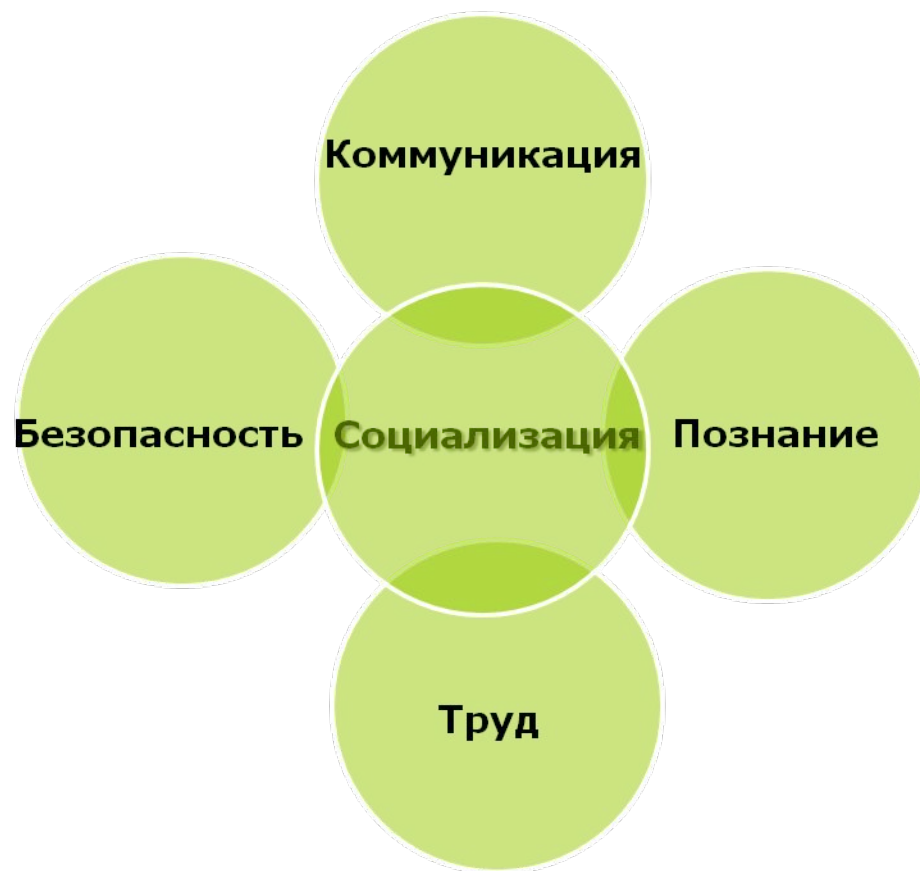 Коммуникация
Безопасность
Социализация
Познание
Труд